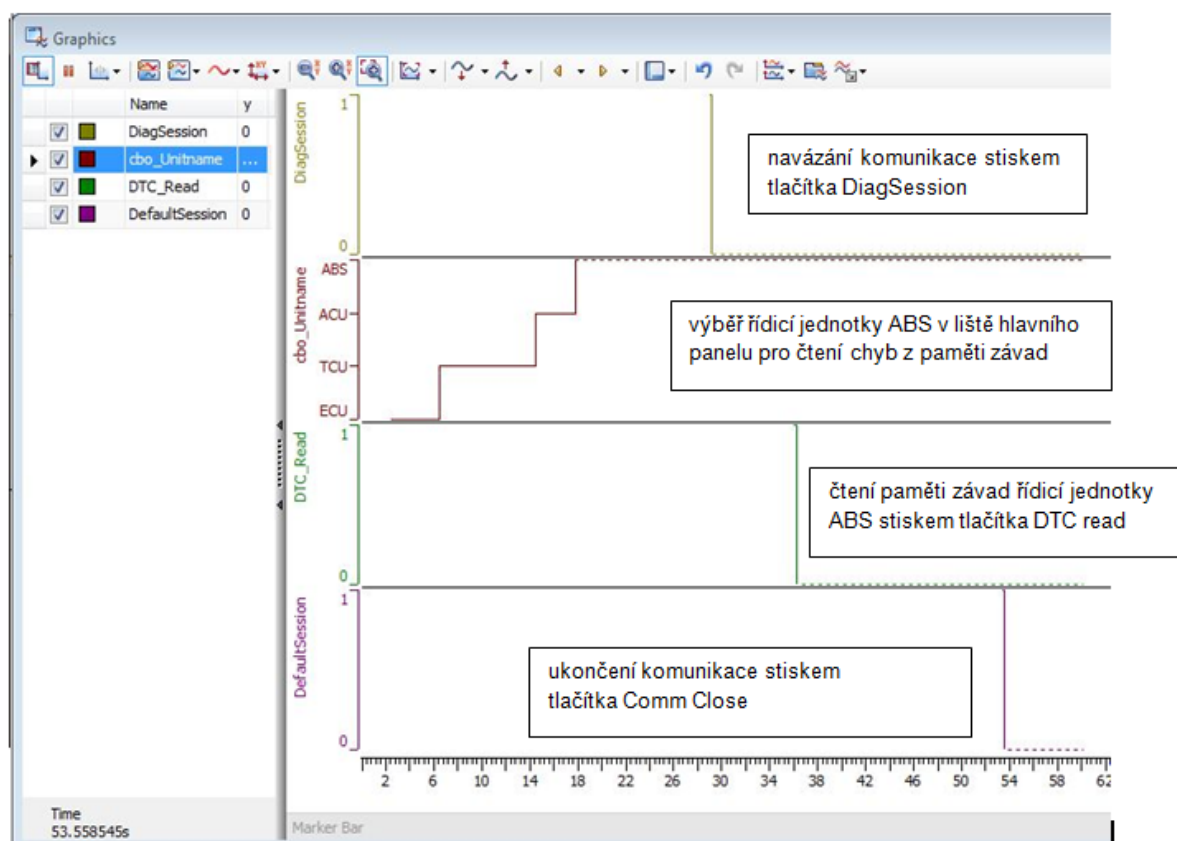 Graphics
Name y
DiagSession 0
cbo_Unitname ...
DTC_Read 0
DefaultSession 0
Time
53.558545s
DiagSession
1
0
navázání komunikace stiskem
tlačítka DiagSession
cbo_Unitname
ABS
ACU
TCU
ECU
výběř řídicí jednotky ABS v liště hlavního
panelu pro čtení chyb z paměti závad
DTC_Read
1
0
čtení paměti závad řídicí jednotky
ABS stiskem tlačítka DTC read
DefaultSession
1
0
ukončení komunikace stiskem
tlačítka Comm Close
2 6 10 14 18 22 26 30 34 38 42 46 50 54 58 62
Marker Bar